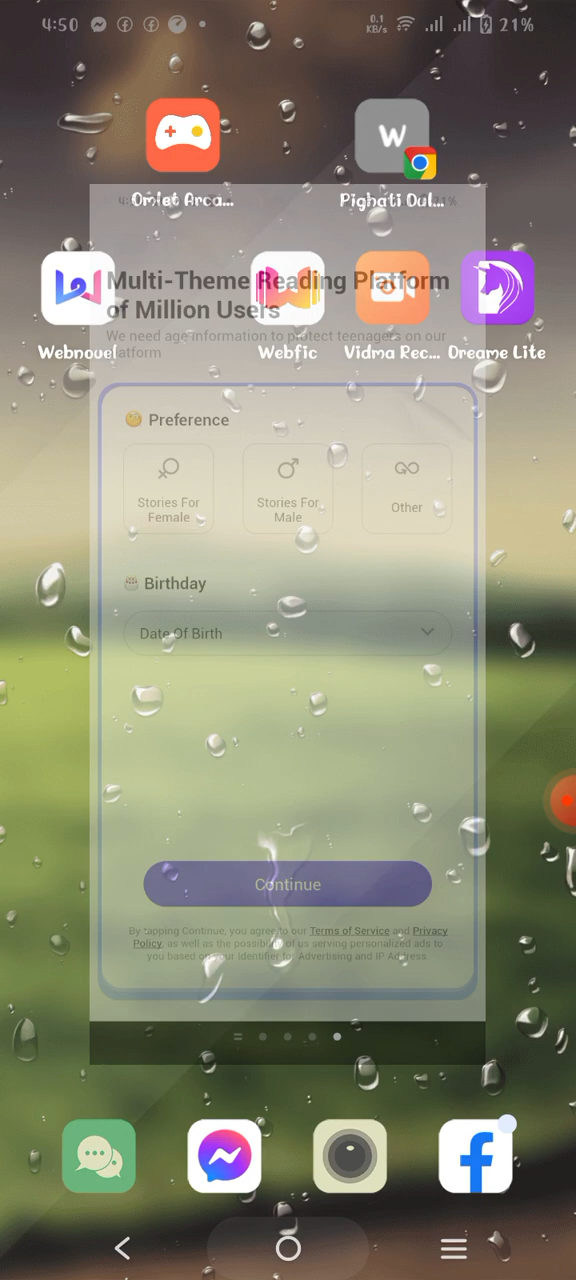 4:50
0.1
KB/s
21%
W
Omlet Arca...
Pighati Dul...
Multi-Theme Reading Platform
of Million Users
We need age information to protect teenagers on our
latform
Webnovel
Webfic
Vidma Rec...
Dreame Lite
Preference
Stories For
Female
Stories For
Male
Other
Birthday
Date Of Birth
Continue
By tapping Continue, you agree to our Terms of Service and Privacy
Policy, as well as the possibility of us serving personalized ads to
you based on your Identifier for Advertising and IP Address